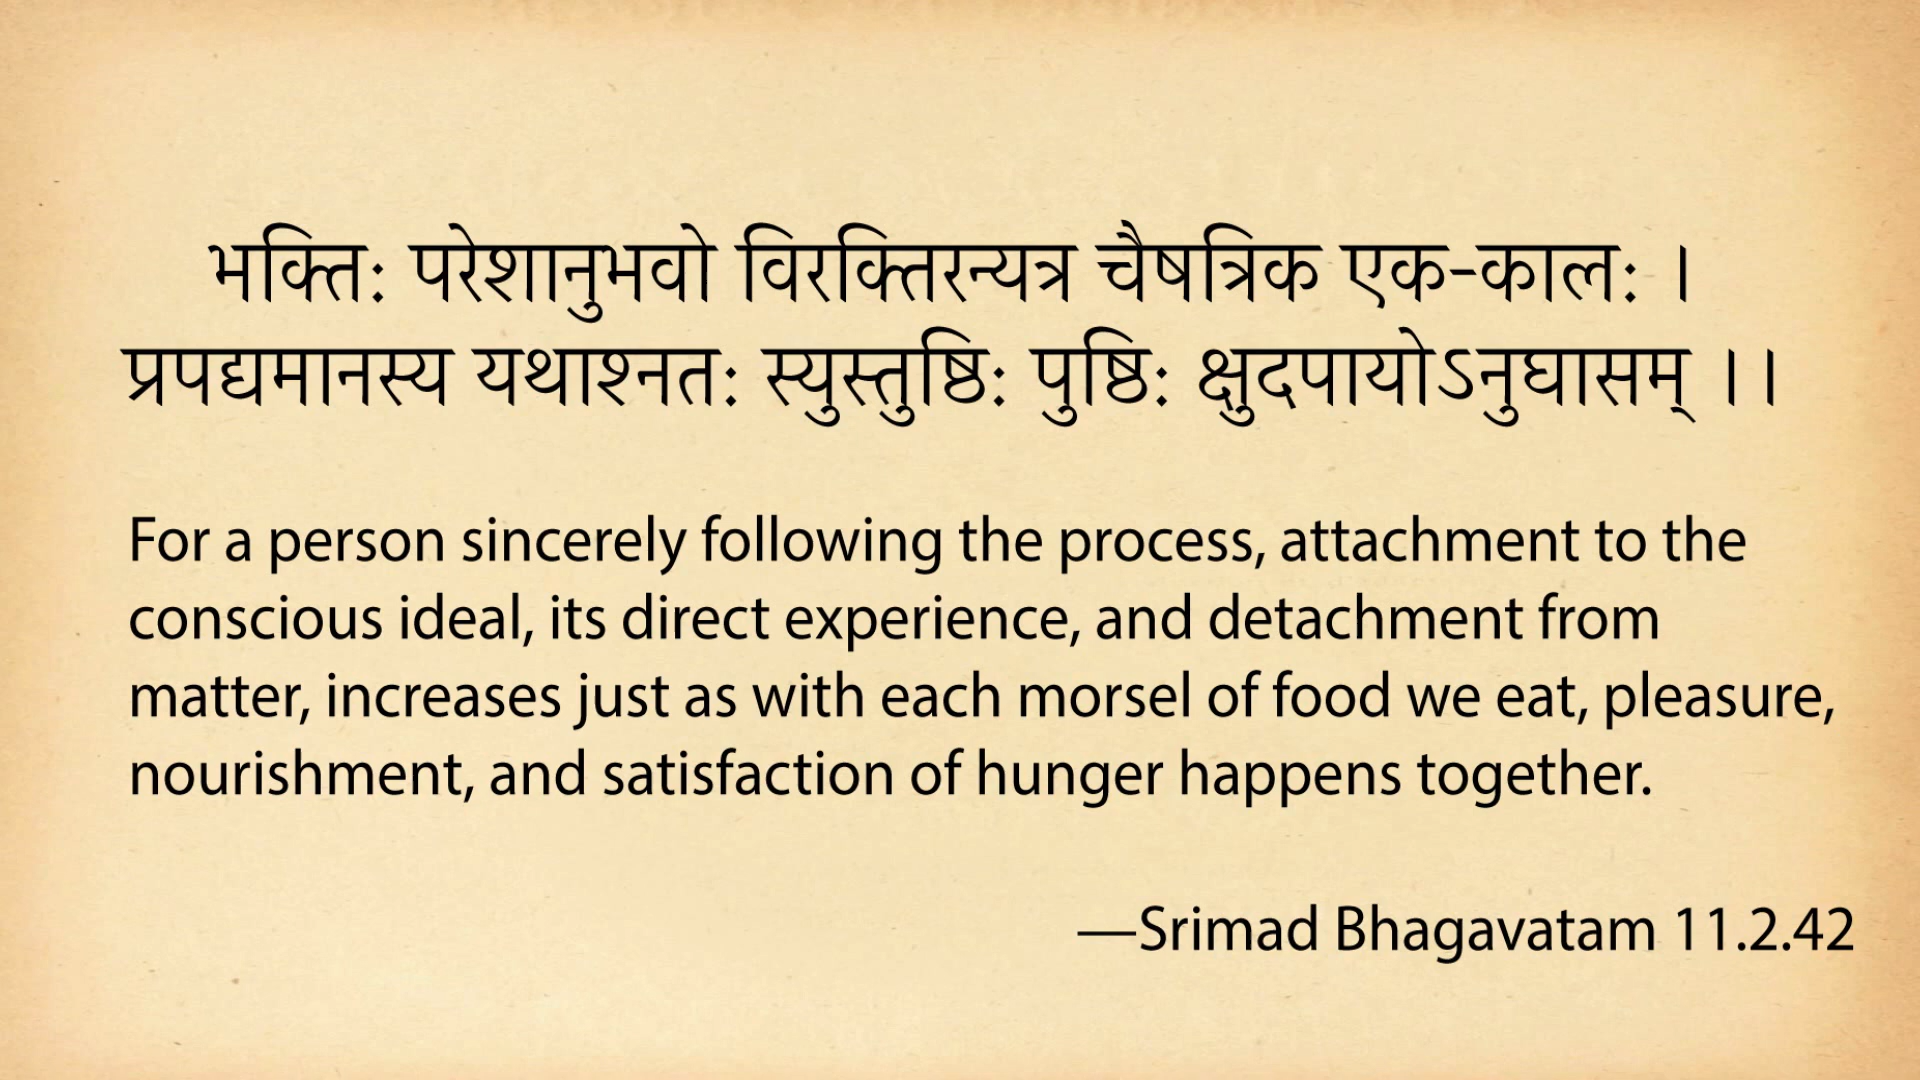 भक्तिः परेशानुभवो विरक्तिरन्यत्र चैषत्रिक एक-कालः ।
प्रपद्यमानस्य यथाश्नतः स्युस्तुष्ठिः पुष्ठिः क्षुदपायोऽनुघासम् ।।
For a person sincerely following the process, attachment to the
conscious ideal, its direct experience, and detachment from
matter, increases just as with each morsel of food we eat, pleasure,
nourishment, and satisfaction of hunger happens together.
—Srimad Bhagavatam 11.2.42